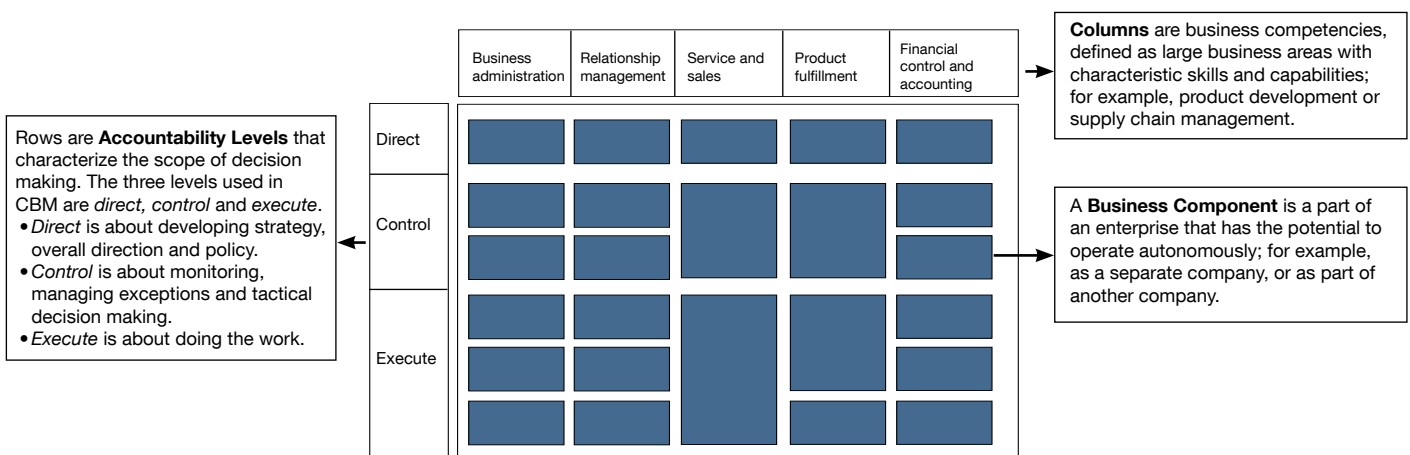 Business
administration
Relationship
management
Service and
sales
Product
fulfillment
Financial
control and
accounting
Columns are business competencies,
defined as large business areas with
characteristic skills and capabilities;
for example, product development or
supply chain management.
Rows are Accountability Levels that
characterize the scope of decision
making. The three levels used in
CBM are direct, control and execute.
• Direct is about developing strategy,
overall direction and policy.
• Control is about monitoring,
managing exceptions and tactical
decision making.
• Execute is about doing the work.
Direct
Control
Execute
A Business Component is a part of
an enterprise that has the potential to
operate autonomously; for example,
as a separate company, or as part of
another company.